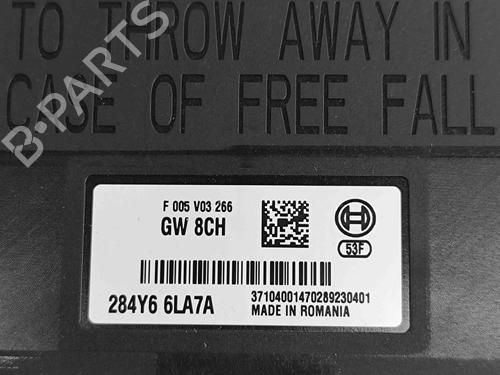 TO THROW AWAY IN
CASE OF FREE FALL
B-PARTS
F 005 V03 266
GW 8CH
53F
284Y6 6LA7A
37104001470289230401
MADE IN ROMANIA